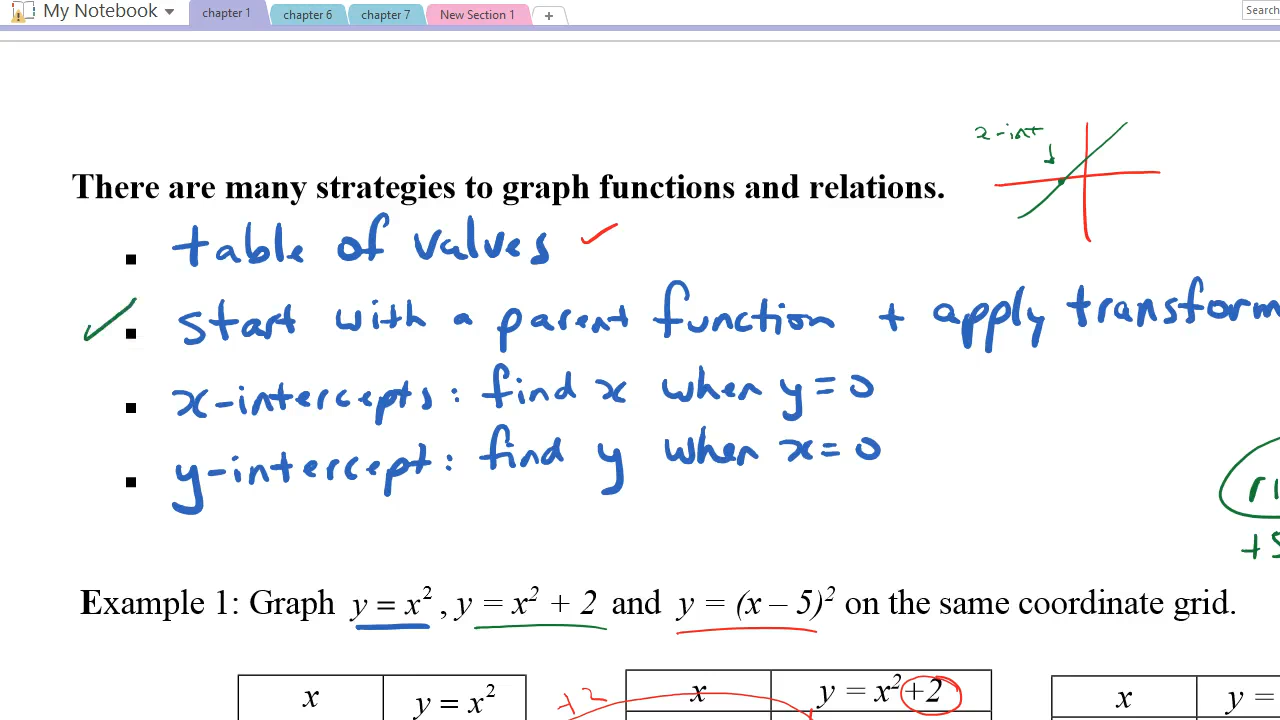 My Notebook chapter 1 chapter 6 chapter 7 New Section 1 + Search
x-int
There are many strategies to graph functions and relations.
▪ table of values ✓
✓ ▪ start with a parent function + apply transform
▪ x-intercepts: find x when y=0
▪ y-intercept: find y when x=0
Example 1: Graph y = x², y = x² + 2 and y = (x – 5)² on the same coordinate grid.
x y = x²
+2
x y = x²+2
x y =